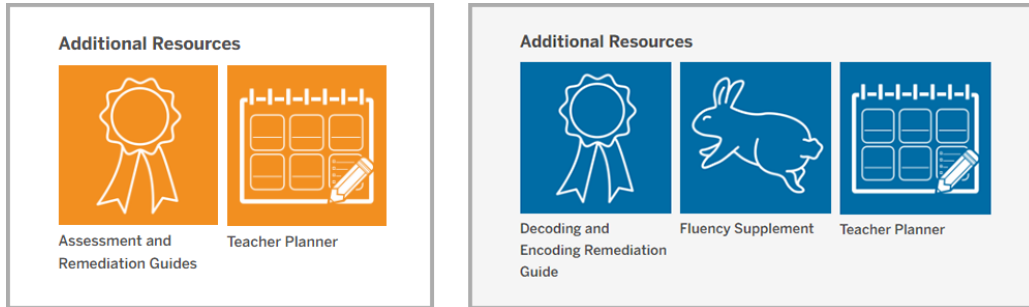 Additional Resources
Assessment and
Remediation Guides
Teacher Planner
Additional Resources
Decoding and
Encoding Remediation
Guide
Fluency Supplement
Teacher Planner